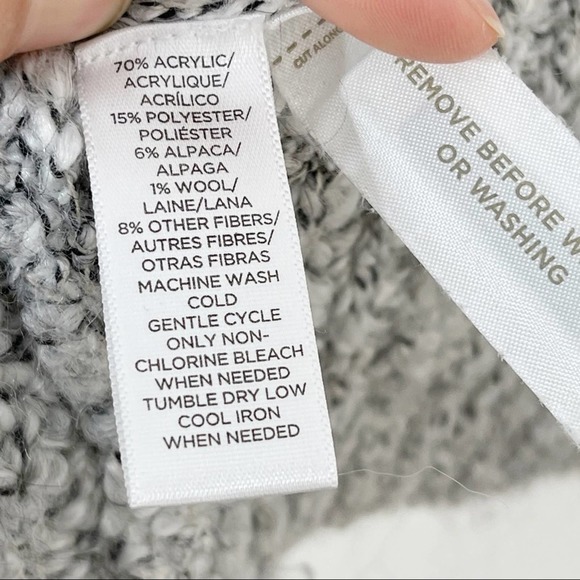 70% ACRYLIC/
ACRYLIQUE/
ACRÍLICO
15% POLYESTER/
POLIÉSTER
6% ALPACA/
ALPAGA
1% WOOL/
LAINE/LANA
8% OTHER FIBERS/
AUTRES FIBRES/
OTRAS FIBRAS
MACHINE WASH
COLD
GENTLE CYCLE
ONLY NON-
CHLORINE BLEACH
WHEN NEEDED
TUMBLE DRY LOW
COOL IRON
WHEN NEEDED
CUT ALONG
REMOVE BEFORE W
OR WASHING